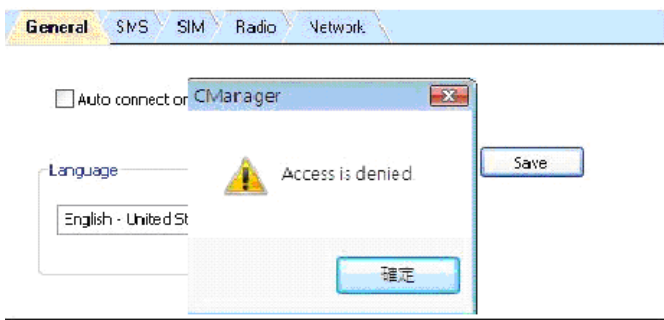 General SMS SIM Radio Network
Auto connect or
CManager
Language
Access is denied.
Save
English - United St
確定